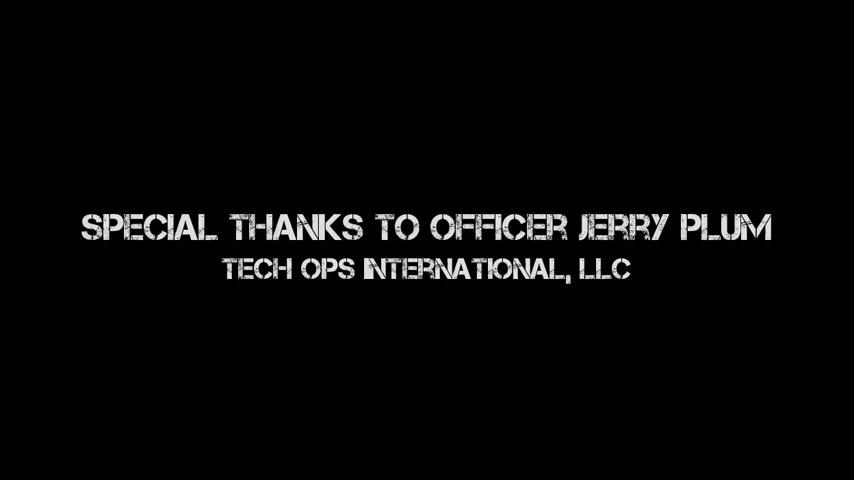 SPECIAL THANKS TO OFFICER JERRY PLUM
TECH OPS INTERNATIONAL, LLC